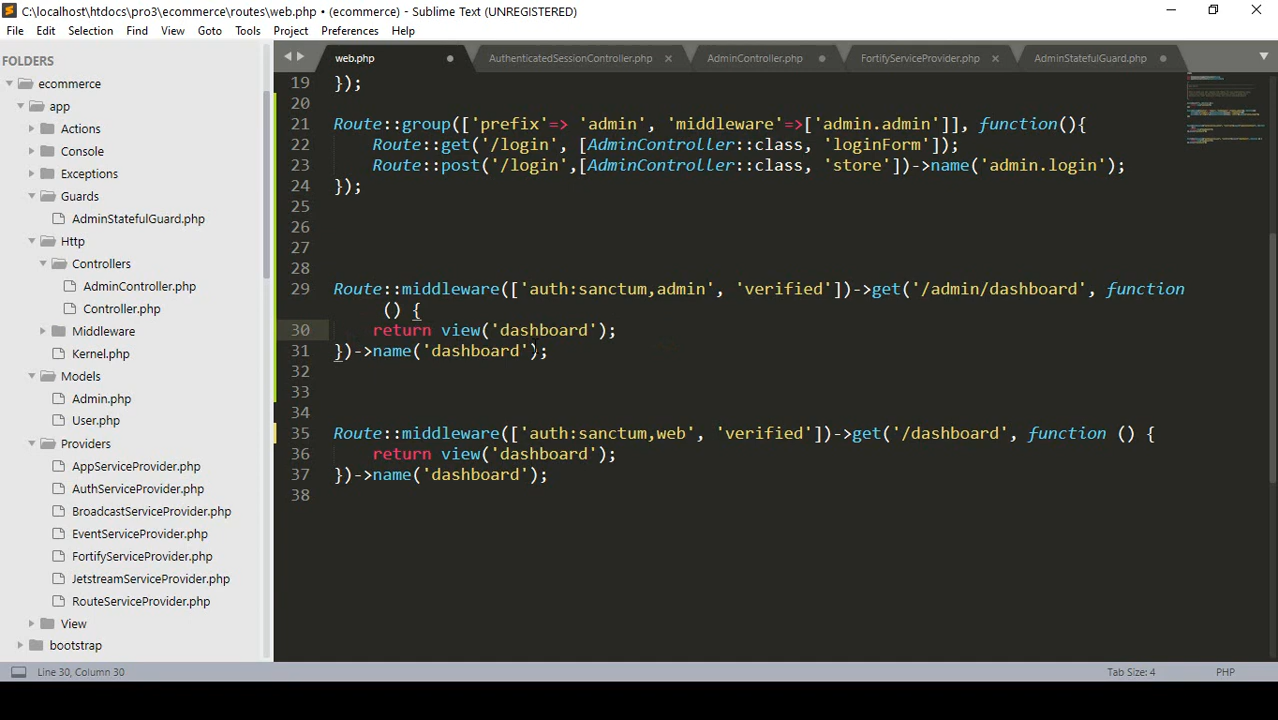 C:\localhost\htdocs\pro3\ecommerce\routes\web.php • (ecommerce) - Sublime Text (UNREGISTERED)
File Edit Selection Find View Goto Tools Project Preferences Help
web.php AuthenticatedSessionController.php AdminController.php FortifyServiceProvider.php AdminStatefulGuard.php
FOLDERS
ecommerce
app
Actions
Console
Exceptions
Guards
AdminStatefulGuard.php
Http
Controllers
AdminController.php
Controller.php
Middleware
Kernel.php
Models
Admin.php
User.php
Providers
AppServiceProvider.php
AuthServiceProvider.php
BroadcastServiceProvider.php
EventServiceProvider.php
FortifyServiceProvider.php
JetstreamServiceProvider.php
RouteServiceProvider.php
View
bootstrap
19 });
20
21 Route::group(['prefix'=> 'admin', 'middleware'=>['admin.admin']], function(){
22 Route::get('/login', [AdminController::class, 'loginForm']);
23 Route::post('/login',[AdminController::class, 'store'])->name('admin.login');
24 });
25
26
27
28
29 Route::middleware(['auth:sanctum,admin', 'verified'])->get('/admin/dashboard', function
() {
30 return view('dashboard');
31 })->name('dashboard');
32
33
34
35 Route::middleware(['auth:sanctum,web', 'verified'])->get('/dashboard', function () {
36 return view('dashboard');
37 })->name('dashboard');
38
Line 30, Column 30 Tab Size: 4 PHP